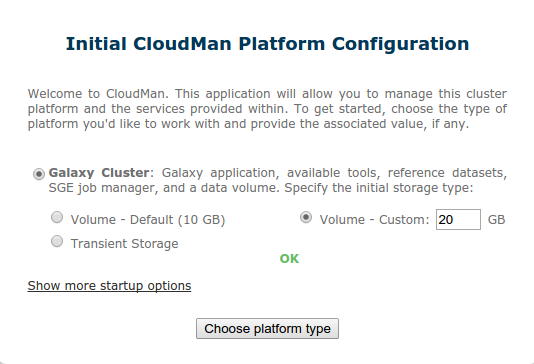 Initial CloudMan Platform Configuration
Welcome to CloudMan. This application will allow you to manage this cluster
platform and the services provided within. To get started, choose the type of
platform you'd like to work with and provide the associated value, if any.
Galaxy Cluster: Galaxy application, available tools, reference datasets,
SGE job manager, and a data volume. Specify the initial storage type:
Volume - Default (10 GB) Volume - Custom: 20 GB
Transient Storage
OK
Show more startup options
Choose platform type